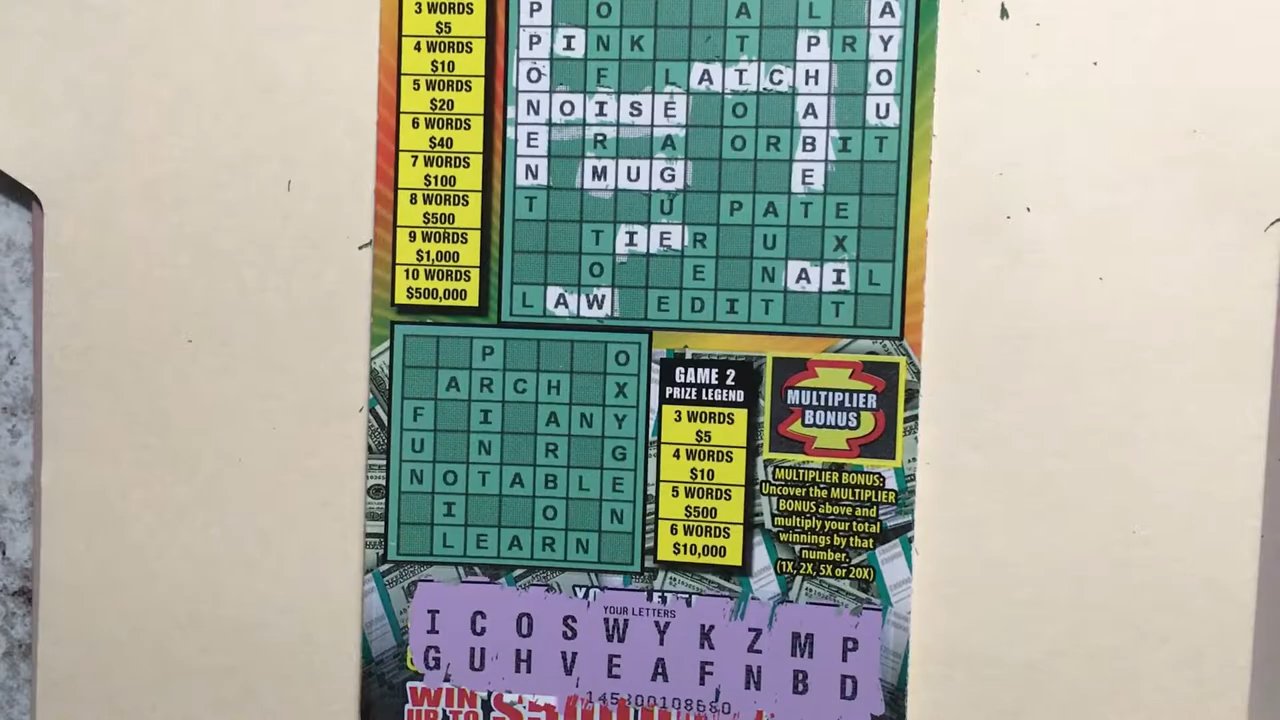 3 WORDS
$5
4 WORDS
$10
5 WORDS
$20
6 WORDS
$40
7 WORDS
$100
8 WORDS
$500
9 WORDS
$1,000
10 WORDS
$500,000
P O A L A
P I N K T P R Y
O F L A T C H O
N O I S E O A U
E R A O R B I T
N M U G E
T U P A T E
T I E R U X
O E N A I L
L A W E D I T T
P O
A R C H X
F I A N Y
U N R G
N O T A B L E
I O N
L E A R N
GAME 2
PRIZE LEGEND
3 WORDS
$5
4 WORDS
$10
5 WORDS
$500
6 WORDS
$10,000
MULTIPLIER
BONUS
MULTIPLIER BONUS:
Uncover the MULTIPLIER
BONUS above and
multiply your total
winnings by that
number.
(1X, 2X, 5X or 20X)
YOUR LETTERS
I C O S W Y K Z M P
G U H V E A F N B D
145300108680
WIN
UP TO